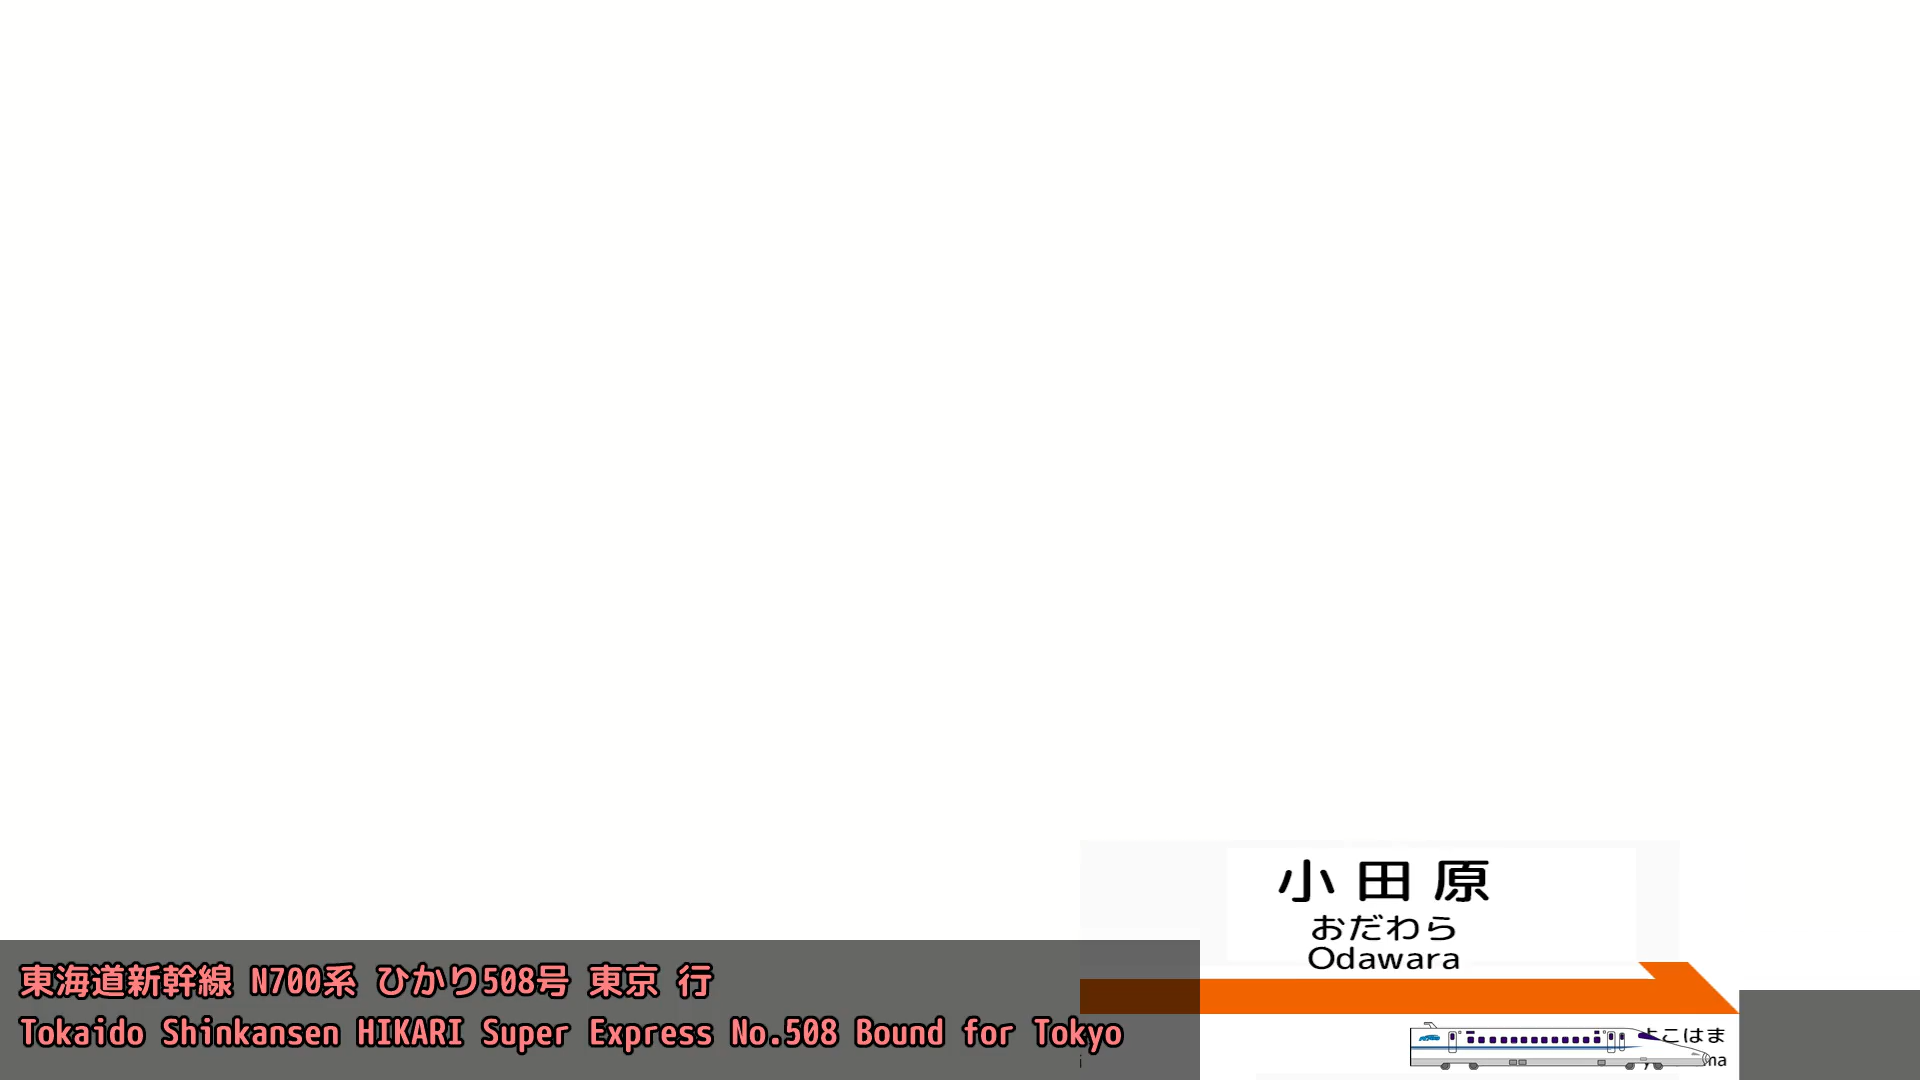 小田原
おだわら
Odawara
東海道新幹線 N700系 ひかり508号 東京 行
Tokaido Shinkansen HIKARI Super Express No.508 Bound for Tokyo
こはま